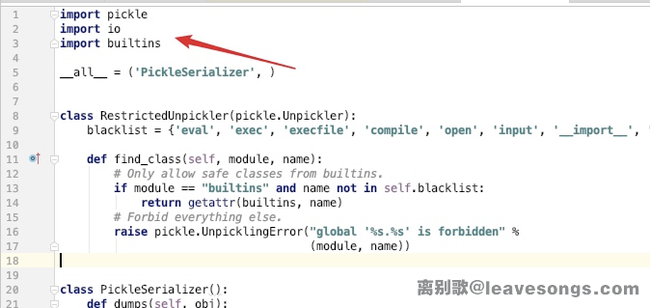 1 import pickle
2 import io
3 import builtins
4
5 __all__ = ('PickleSerializer', )
6
7
8 class RestrictedUnpickler(pickle.Unpickler):
9 blacklist = {'eval', 'exec', 'execfile', 'compile', 'open', 'input', '__import__', '
10
11 def find_class(self, module, name):
12 # Only allow safe classes from builtins.
13 if module == "builtins" and name not in self.blacklist:
14 return getattr(builtins, name)
15 # Forbid everything else.
16 raise pickle.UnpicklingError("global '%s.%s' is forbidden" %
17 (module, name))
18
19
20 class PickleSerializer():
21 def dumps(self, obj):
离别歌@leavesongs.com